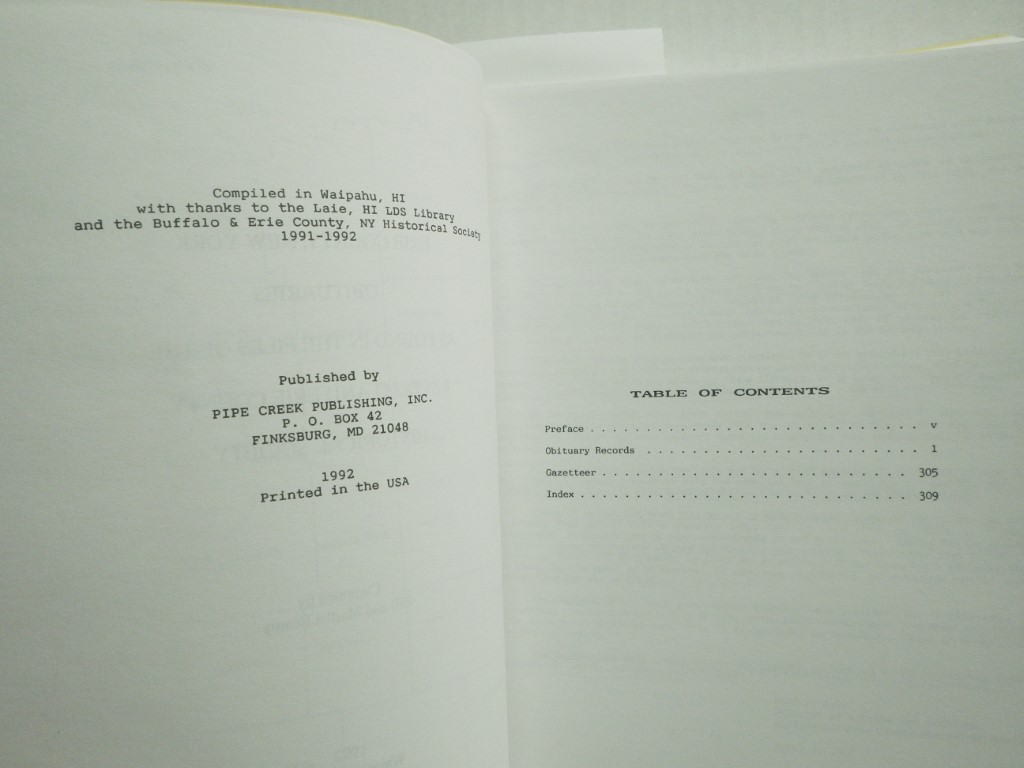 Compiled in Waipahu, HI
with thanks to the Laie, HI LDS Library
and the Buffalo & Erie County, NY Historical Society
1991-1992
Published by
PIPE CREEK PUBLISHING, INC.
P. O. BOX 42
FINKSBURG, MD 21048
1992
Printed in the USA
TABLE OF CONTENTS
Preface . . . . . . . . . . . . . . . . . . . . . . . . . . . . v
Obituary Records . . . . . . . . . . . . . . . . . . . . . . . 1
Gazetteer . . . . . . . . . . . . . . . . . . . . . . . . . . 305
Index . . . . . . . . . . . . . . . . . . . . . . . . . . . . 309